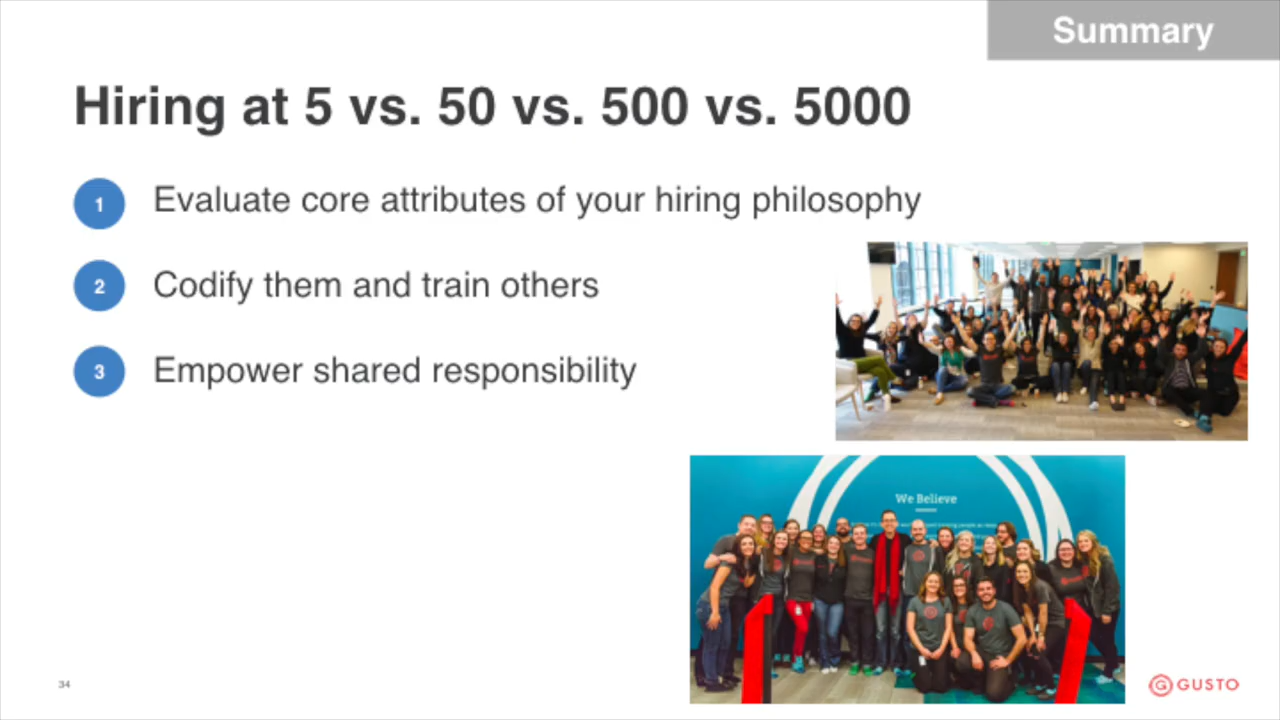 Summary
Hiring at 5 vs. 50 vs. 500 vs. 5000
1 Evaluate core attributes of your hiring philosophy
2 Codify them and train others
3 Empower shared responsibility
We Believe
34
GUSTO